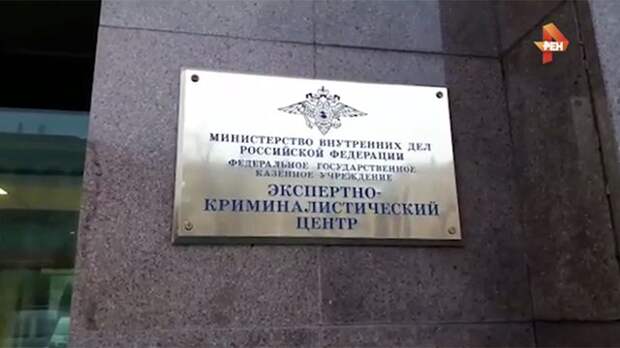 РЕН
МИНИСТЕРСТВО ВНУТРЕННИХ ДЕЛ
РОССИЙСКОЙ ФЕДЕРАЦИИ
ФЕДЕРАЛЬНОЕ ГОСУДАРСТВЕННОЕ
КАЗЕННОЕ УЧРЕЖДЕНИЕ
ЭКСПЕРТНО-
КРИМИНАЛИСТИЧЕСКИЙ
ЦЕНТР